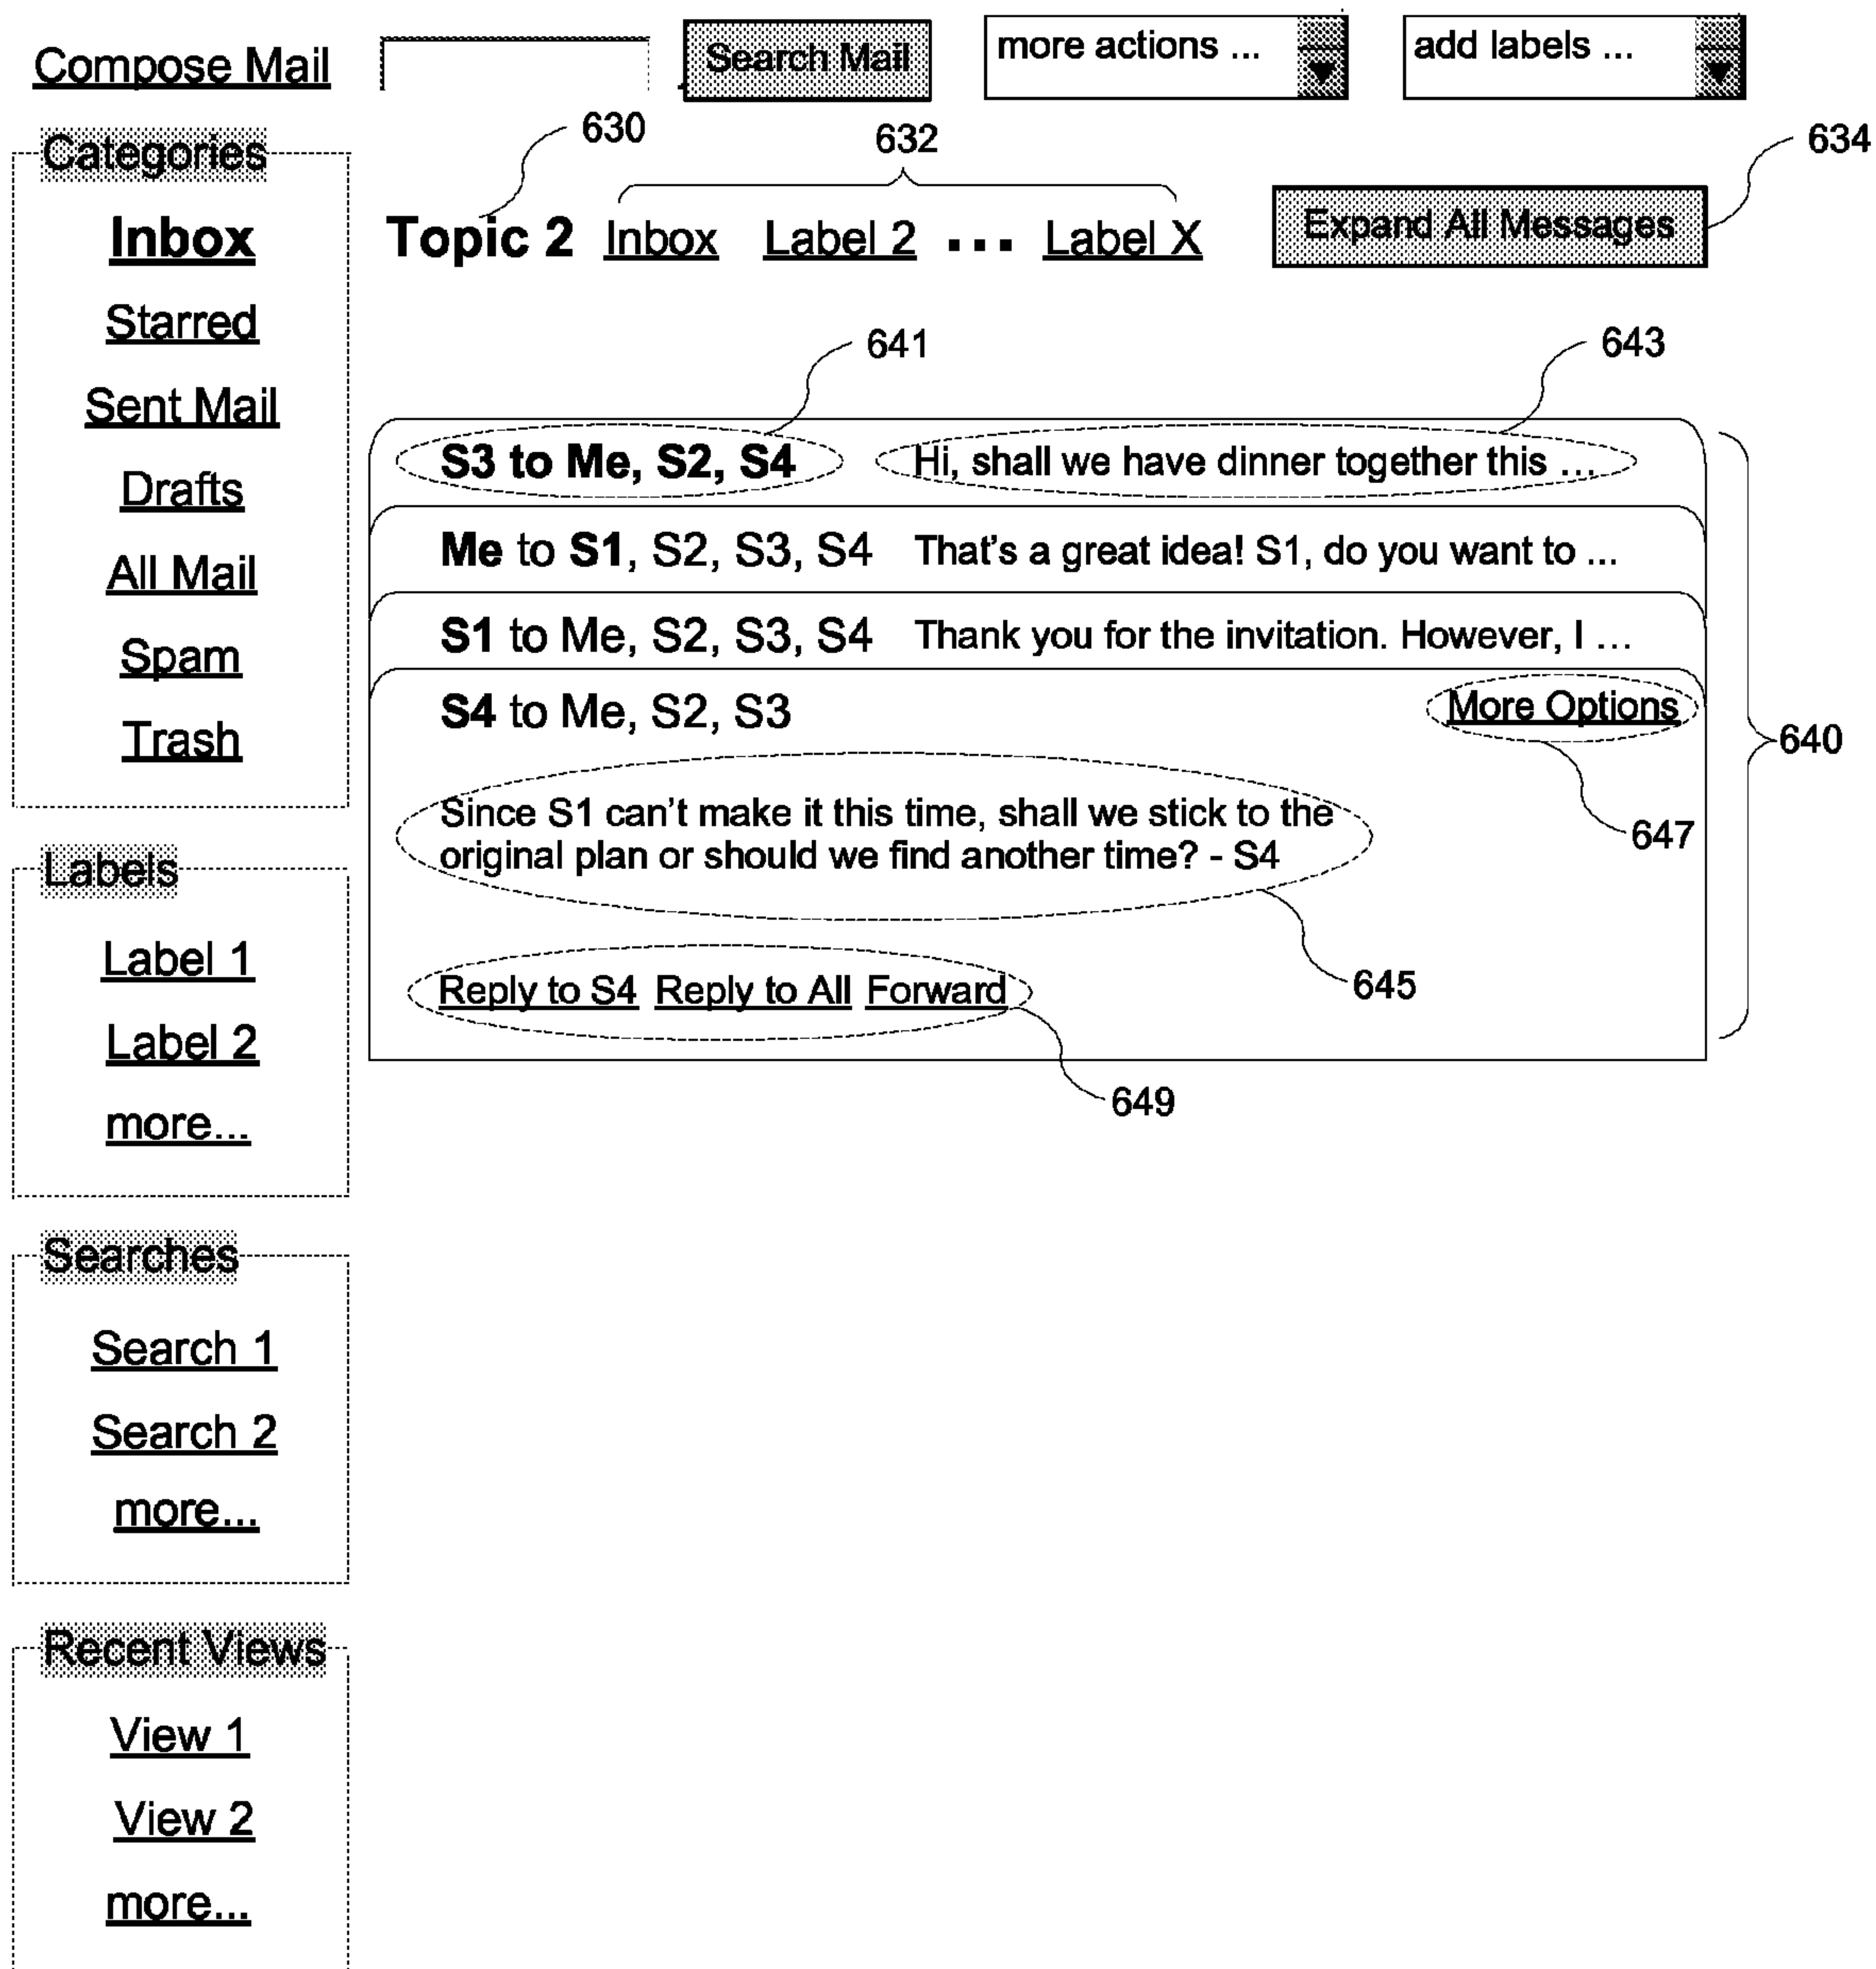 Compose Mail Search Mail more actions ... add labels ...
630 632 634
Categories
Inbox
Starred
Sent Mail
Drafts
All Mail
Spam
Trash
Topic 2 Inbox Label 2 ... Label X Expand All Messages
641 643
S3 to Me, S2, S4 Hi, shall we have dinner together this ...
Me to S1, S2, S3, S4 That's a great idea! S1, do you want to ...
S1 to Me, S2, S3, S4 Thank you for the invitation. However, I ...
S4 to Me, S2, S3 More Options
640
647
Since S1 can't make it this time, shall we stick to the
original plan or should we find another time? - S4
645
Reply to S4 Reply to All Forward
649
Labels
Label 1
Label 2
more...
Searches
Search 1
Search 2
more...
Recent Views
View 1
View 2
more...